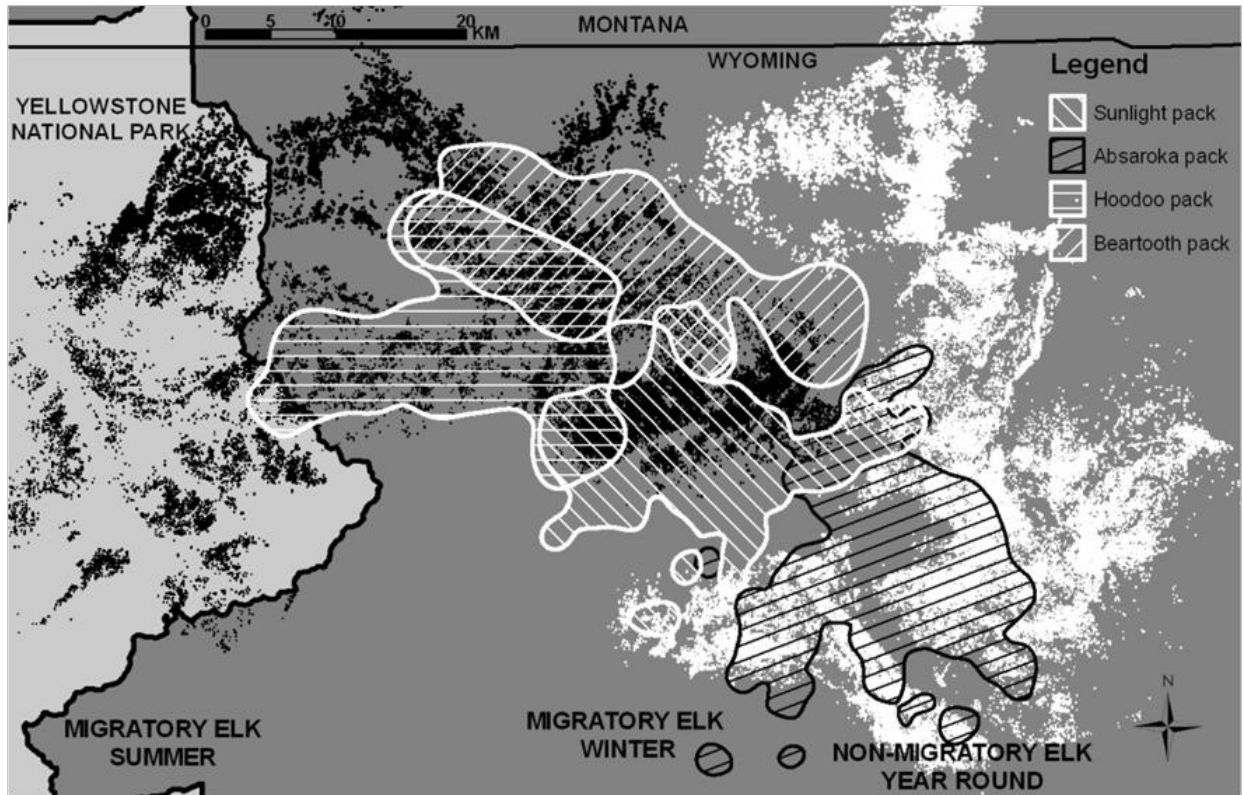 0 5 10 20
KM
MONTANA
WYOMING
Legend
Sunlight pack
Absaroka pack
Hoodoo pack
Beartooth pack
YELLOWSTONE
NATIONAL PARK
N
MIGRATORY ELK
SUMMER
MIGRATORY ELK
WINTER
NON-MIGRATORY ELK
YEAR ROUND